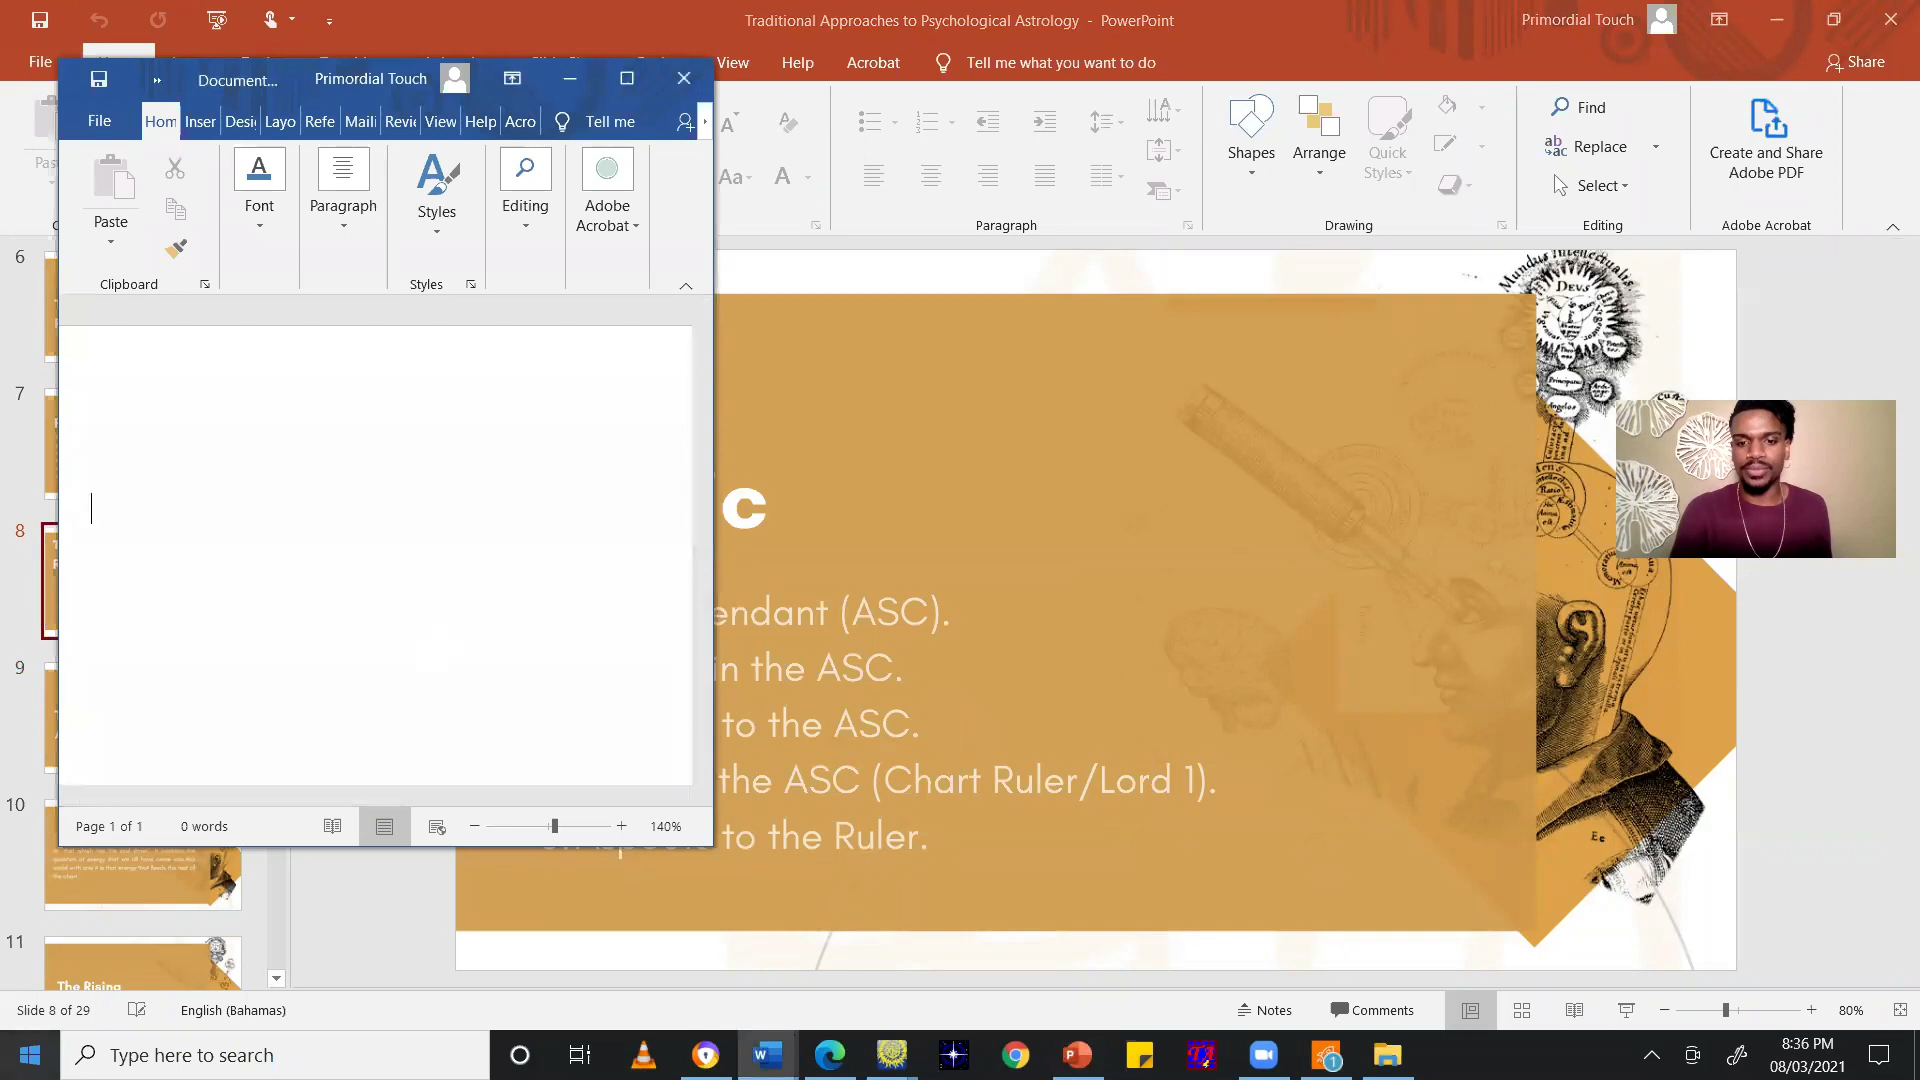 Traditional Approaches to Psychological Astrology - PowerPoint
Primordial Touch
File
View
Help
Acrobat
Tell me what you want to do
Share
Document...
Primordial Touch
File
Hom
Inser
Desi
Layo
Refe
Maili
Revi
View
Help
Acro
Tell me
Paste
Font
Paragraph
Styles
Editing
Adobe
Acrobat
Clipboard
Styles
Aa
A
Paragraph
Shapes
Arrange
Quick
Styles
Drawing
Find
Replace
Select
Editing
Create and Share
Adobe PDF
Adobe Acrobat
6
7
8
9
10
11
c
endant (ASC).
in the ASC.
to the ASC.
the ASC (Chart Ruler/Lord 1).
to the Ruler.
Mundus Intellectualis.
DEVS
Page 1 of 1
0 words
140%
The Rising
Slide 8 of 29
English (Bahamas)
Notes
Comments
80%
Type here to search
8:36 PM
08/03/2021